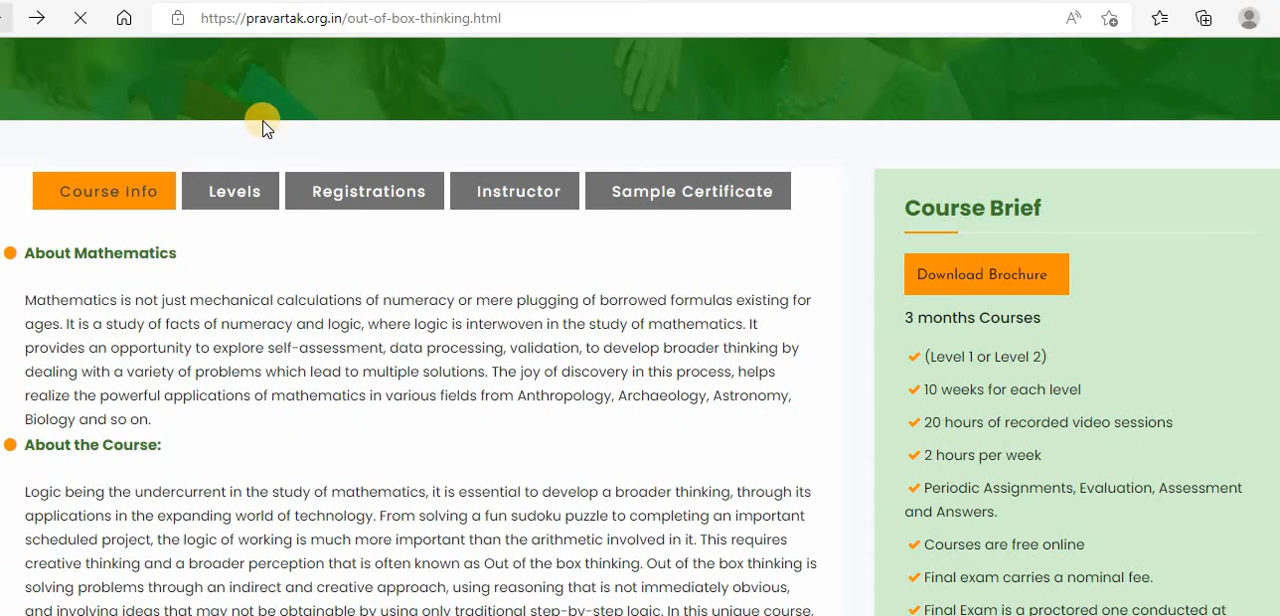 https://pravartak.org.in/out-of-box-thinking.html
Course Info Levels Registrations Instructor Sample Certificate
About Mathematics
Mathematics is not just mechanical calculations of numeracy or mere plugging of borrowed formulas existing for
ages. It is a study of facts of numeracy and logic, where logic is interwoven in the study of mathematics. It
provides an opportunity to explore self-assessment, data processing, validation, to develop broader thinking by
dealing with a variety of problems which lead to multiple solutions. The joy of discovery in this process, helps
realize the powerful applications of mathematics in various fields from Anthropology, Archaeology, Astronomy,
Biology and so on.
About the Course:
Logic being the undercurrent in the study of mathematics, it is essential to develop a broader thinking, through its
applications in the expanding world of technology. From solving a fun sudoku puzzle to completing an important
scheduled project, the logic of working is much more important than the arithmetic involved in it. This requires
creative thinking and a broader perception that is often known as Out of the box thinking. Out of the box thinking is
solving problems through an indirect and creative approach, using reasoning that is not immediately obvious,
and involving ideas that may not be obtainable by using only traditional step-by-step logic. In this unique course,
Course Brief
Download Brochure
3 months Courses
(Level 1 or Level 2)
10 weeks for each level
20 hours of recorded video sessions
2 hours per week
Periodic Assignments, Evaluation, Assessment
and Answers.
Courses are free online
Final exam carries a nominal fee.
Final Exam is a proctored one conducted at